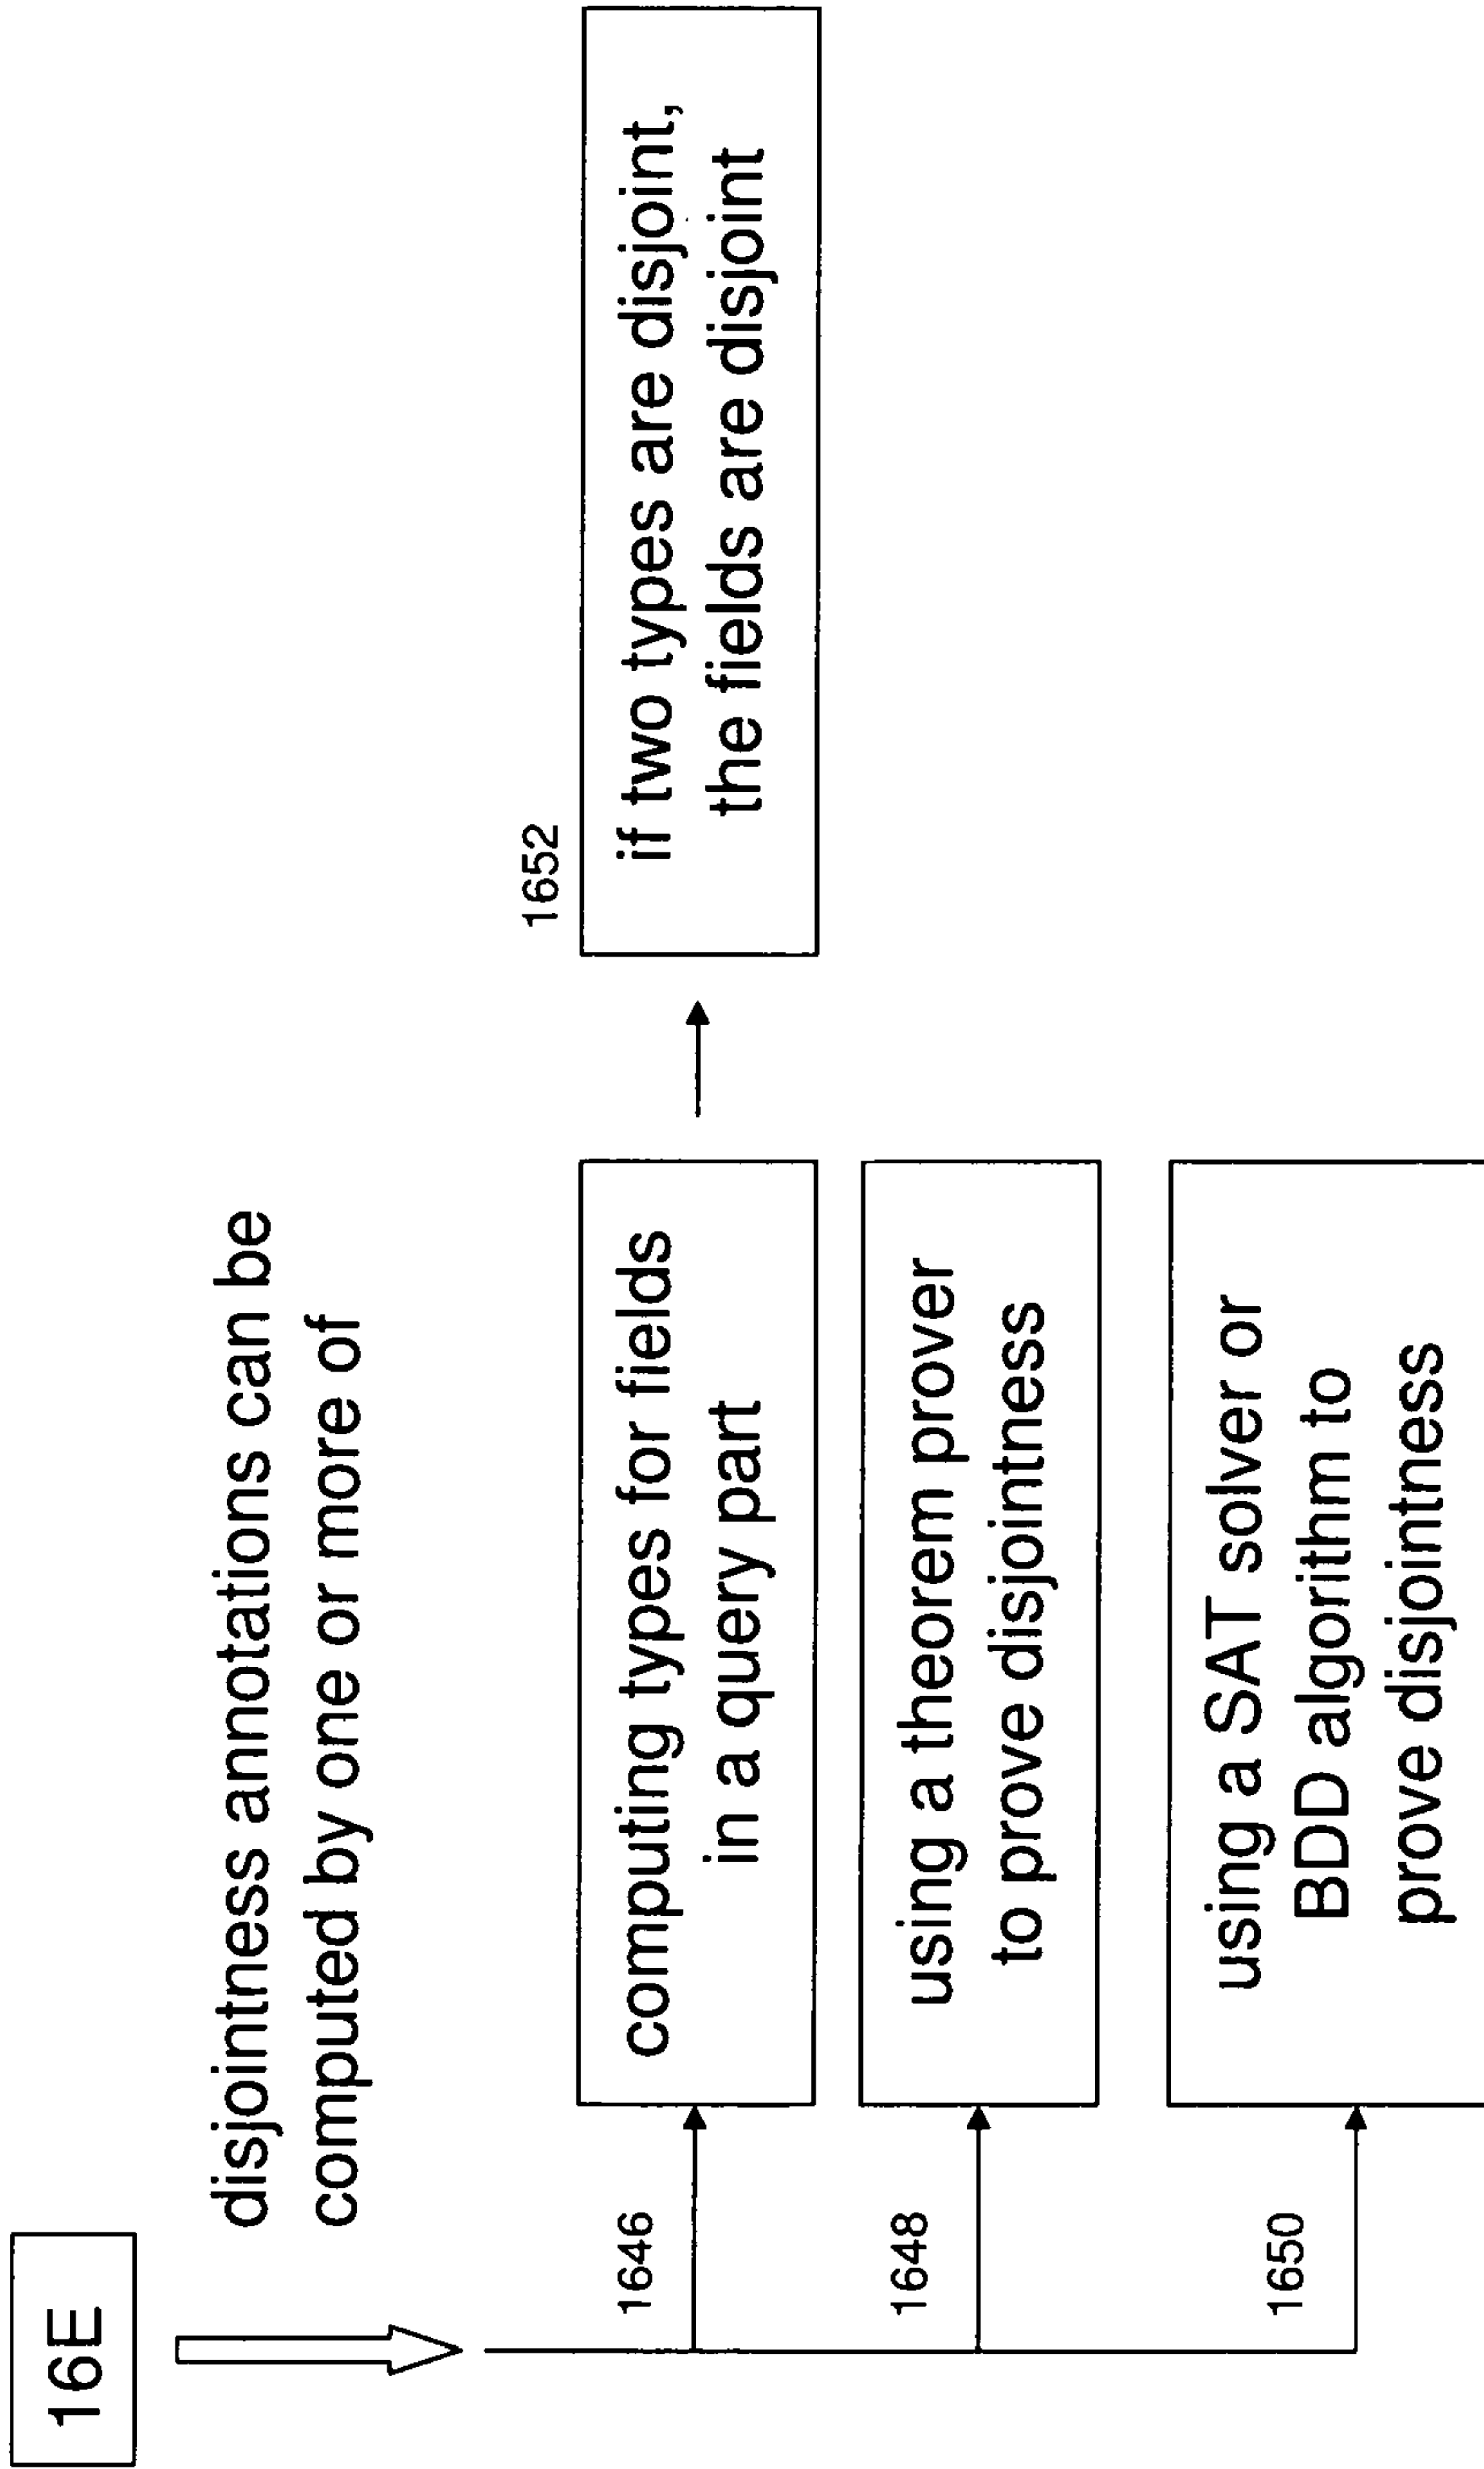 16E
disjointness annotations can be
computed by one or more of
1646
computing types for fields
in a query part
1652
if two types are disjoint,
the fields are disjoint
1648
using a theorem prover
to prove disjointness
1650
using a SAT solver or
BDD algorithm to
prove disjointness